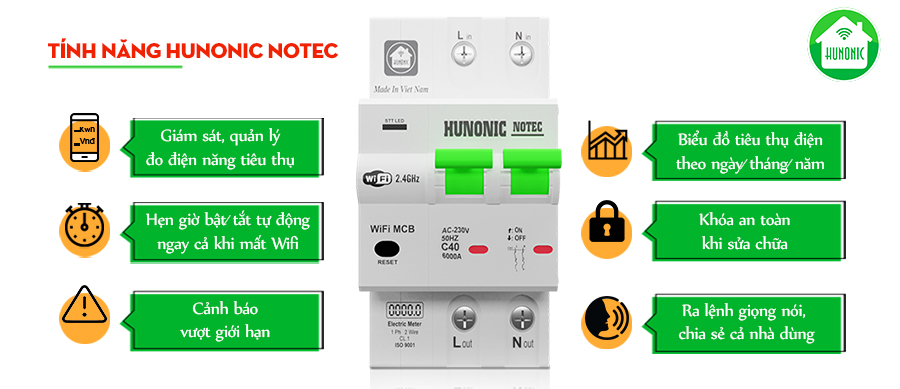 TÍNH NĂNG HUNONIC NOTEC
HUNONIC
Kwh
Vnđ
Giám sát, quản lý
đo điện năng tiêu thụ
Hẹn giờ bật/tắt tự động
ngay cả khi mất Wifi
Cảnh báo
vượt giới hạn
L in
N in
HUNONIC
Made In Viet Nam
STT LED
HUNONIC NOTEC
WiFi 2.4GHz
WiFi MCB
RESET
AC-230V
50HZ
C40
6000A
: ON
: OFF
0000.0
Electric Meter
1 Ph 2 Wire
CL.1
ISO 9001
L out
N out
Biểu đồ tiêu thụ điện
theo ngày/tháng/năm
Khóa an toàn
khi sửa chữa
Ra lệnh giọng nói,
chia sẻ cả nhà dùng